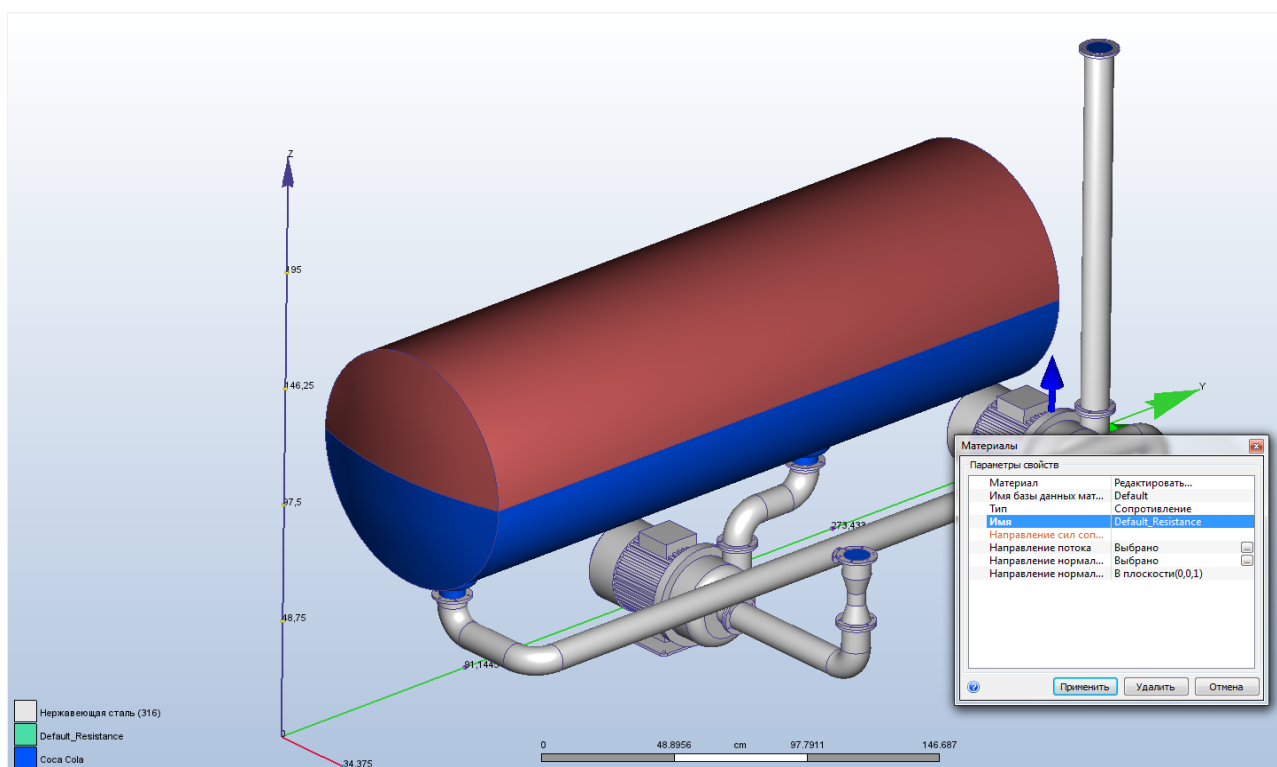 Z
195
146,25
97,5
48,75
0
Y
273,433
91,1443
34,375
Материалы
Параметры свойств
Материал Редактировать...
Имя базы данных мат... Default
Тип Сопротивление
Имя Default_Resistance
Направление сил соп...
Направление потока Выбрано ...
Направление нормал... Выбрано ...
Направление нормал... В плоскости(0,0,1)
Применить Удалить Отмена
Нержавеющая сталь (316)
Default_Resistance
Coca Cola
0 48.8956 cm 97.7911 146.687